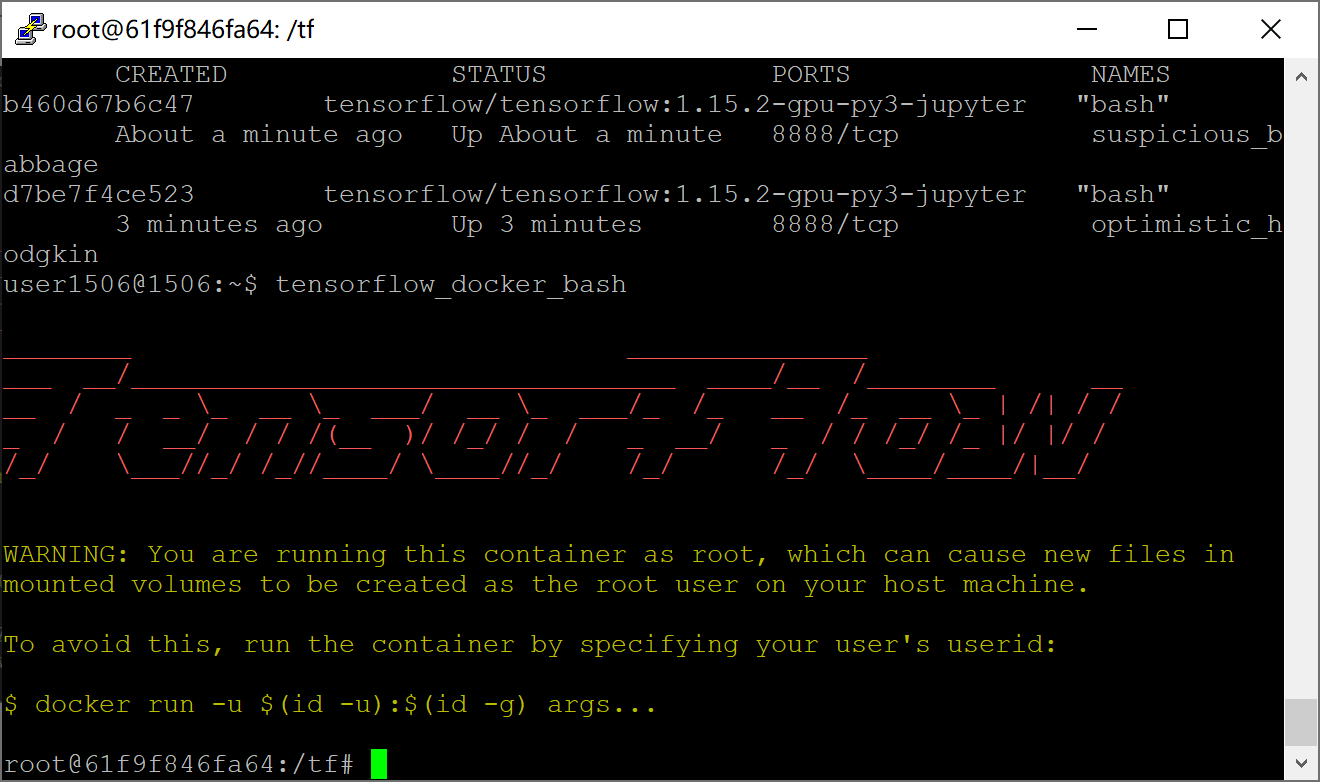 root@61f9f846fa64: /tf
CREATED STATUS PORTS NAMES
b460d67b6c47 tensorflow/tensorflow:1.15.2-gpu-py3-jupyter "bash"
About a minute ago Up About a minute 8888/tcp suspicious_b
abbage
d7be7f4ce523 tensorflow/tensorflow:1.15.2-gpu-py3-jupyter "bash"
3 minutes ago Up 3 minutes 8888/tcp optimistic_h
odgkin
user1506@1506:~$ tensorflow_docker_bash
TensorFlow
WARNING: You are running this container as root, which can cause new files in
mounted volumes to be created as the root user on your host machine.
To avoid this, run the container by specifying your user's userid:
$ docker run -u $(id -u):$(id -g) args...
root@61f9f846fa64:/tf#